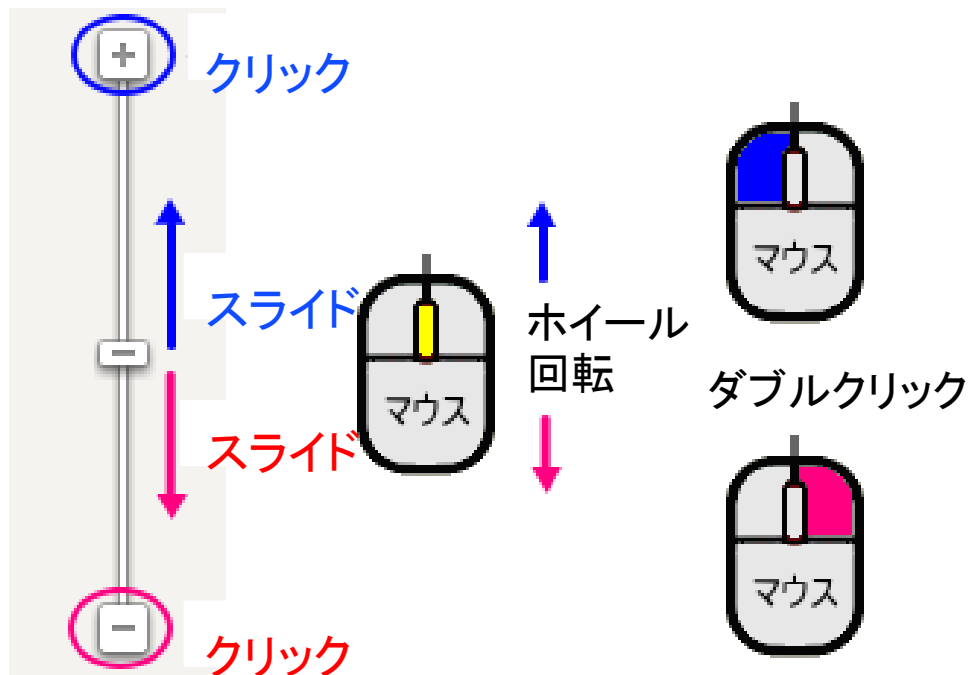 +
クリック
スライド
−
スライド
−
クリック
マウス
ホイール
回転
マウス
ダブルクリック
マウス